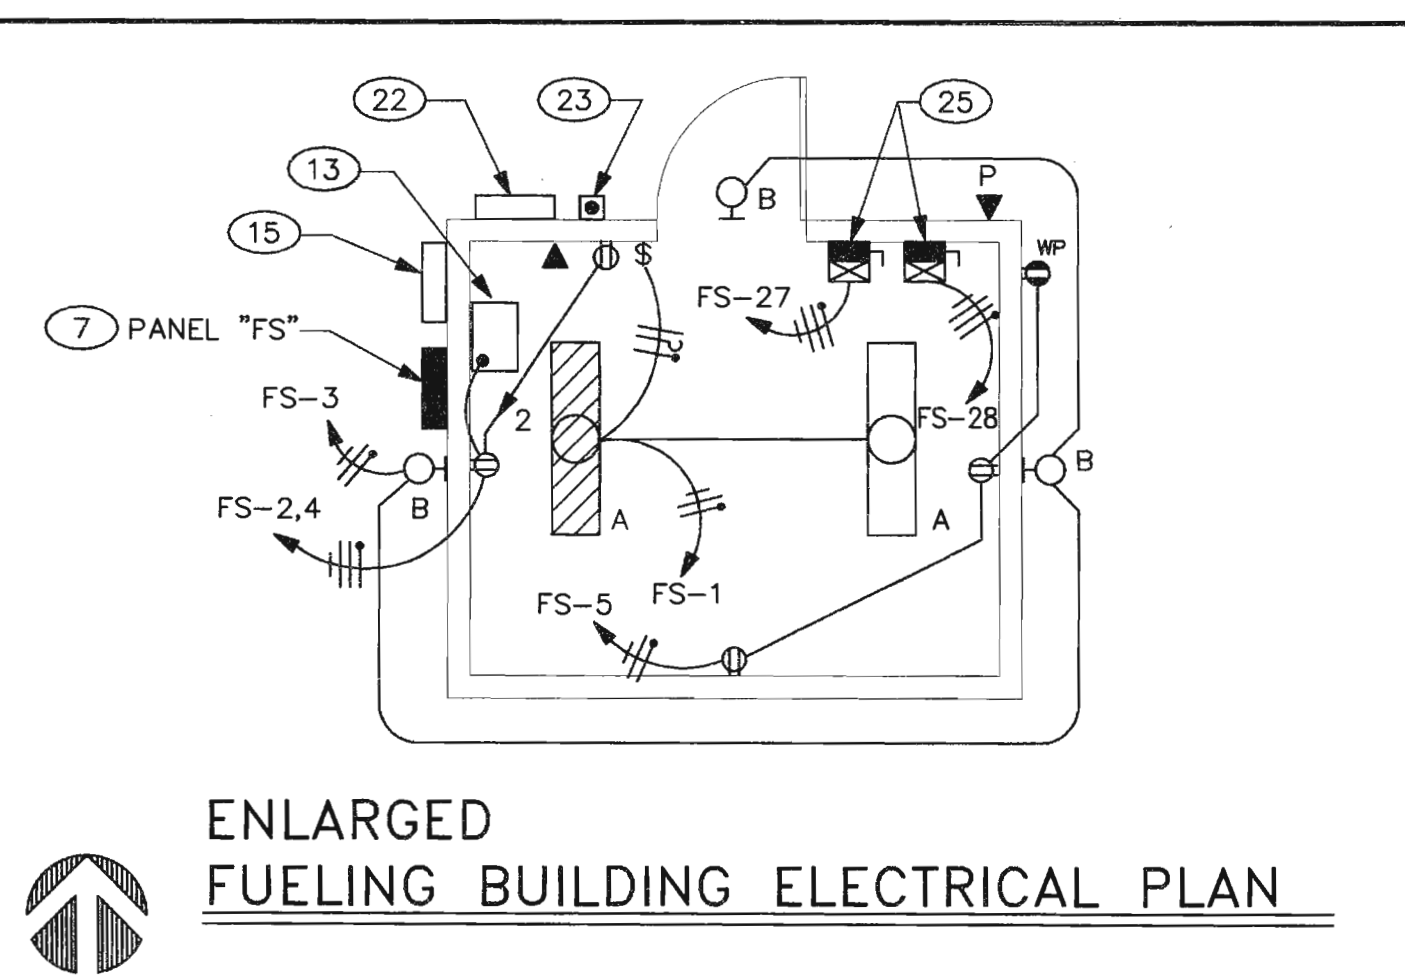 22
23
25
13
P
B
15
$
WP
FS-27
7 PANEL "FS"
FS-3
2
FS-28
B
FS-2,4
B
A
A
FS-1
FS-5
ENLARGED
FUELING BUILDING ELECTRICAL PLAN